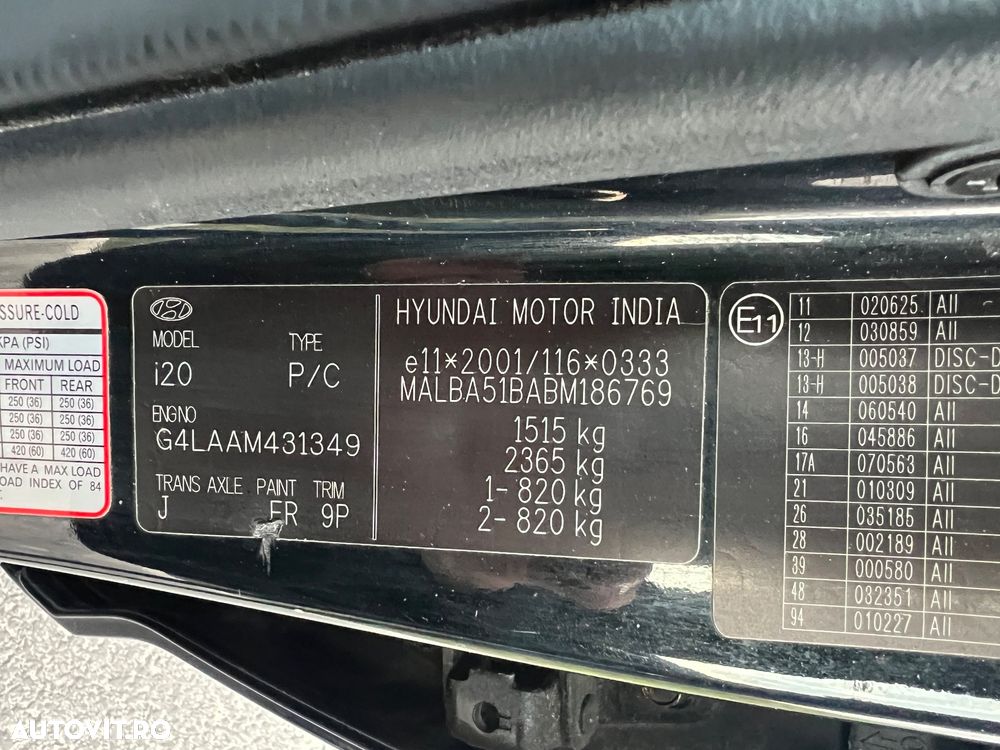 SSURE-COLD
KPA (PSI)
MAXIMUM LOAD
FRONT REAR
250 (36) 250 (36)
250 (36) 250 (36)
250 (36) 250 (36)
420 (60) 420 (60)
HAVE A MAX LOAD
OAD INDEX OF 84
MODEL TYPE
i20 P/C
ENG NO
G4LAAM431349
TRANS AXLE PAINT TRIM
J ER 9P
HYUNDAI MOTOR INDIA
e11*2001/116*0333
MALBA51BABM186769
1515 kg
2365 kg
1- 820 kg
2- 820 kg
E11
11 020625 All
12 030859 All
13-H 005037 DISC-D
13-H 005038 DISC-D
14 060540 All
16 045886 All
17A 070563 All
21 010309 All
26 035185 All
28 002189 All
39 000580 All
48 032351 All
94 010227 All
AUTOVIT.RO